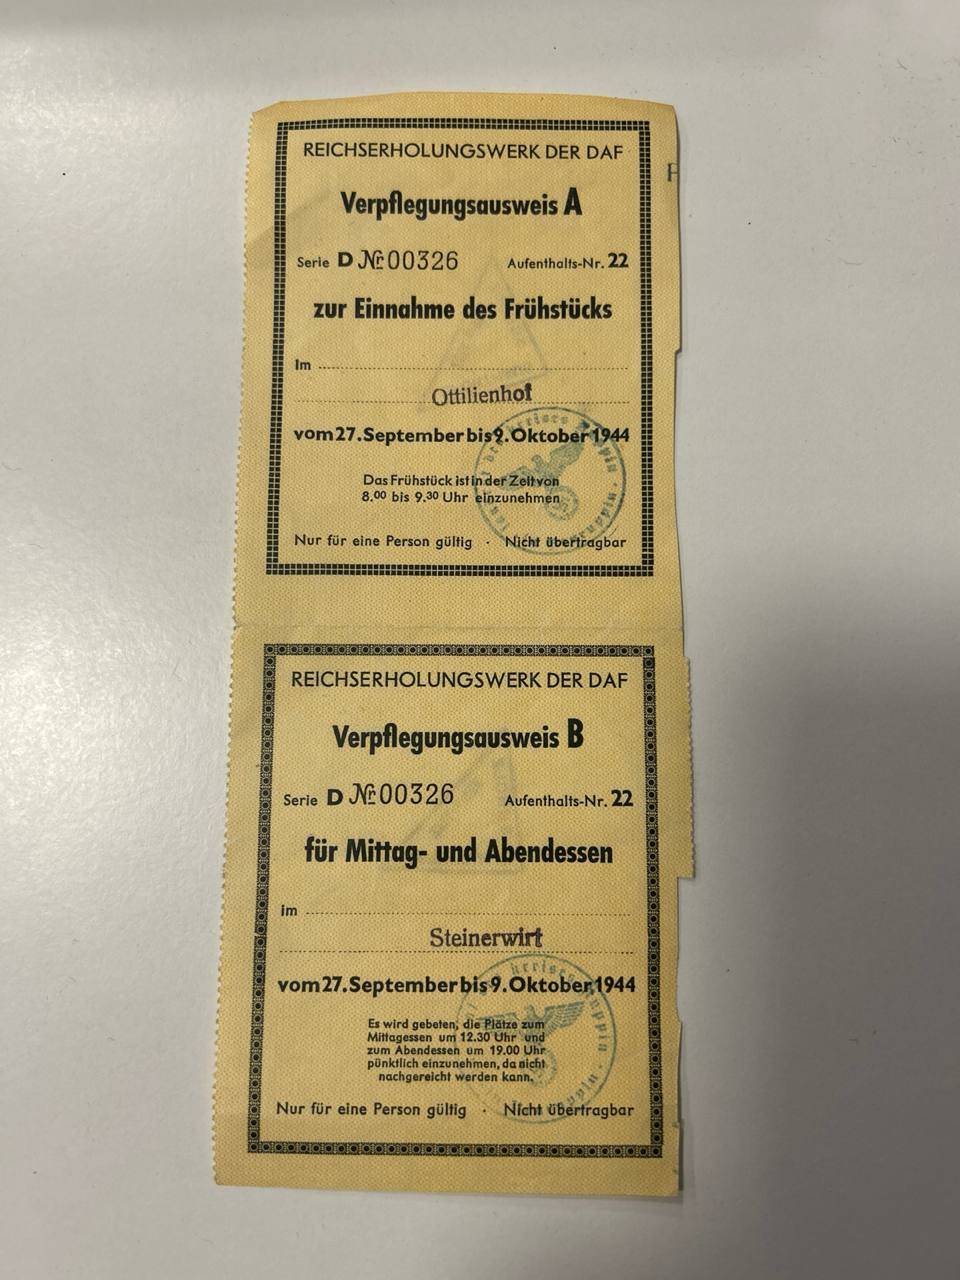 REICHSERHOLUNGSWERK DER DAF
Verpflegungsausweis A
Serie D № 00326 Aufenthalts-Nr. 22
zur Einnahme des Frühstücks
Im
Ottilienhof
vom 27. September bis 9. Oktober 1944
Das Frühstück ist in der Zeit von
8.00 bis 9.30 Uhr einzunehmen
Nur für eine Person gültig · Nicht übertragbar
REICHSERHOLUNGSWERK DER DAF
Verpflegungsausweis B
Serie D № 00326 Aufenthalts-Nr. 22
für Mittag- und Abendessen
im
Steinerwirt
vom 27. September bis 9. Oktober 1944
Es wird gebeten, die Plätze zum
Mittagessen um 12.30 Uhr und
zum Abendessen um 19.00 Uhr
pünktlich einzunehmen, da nicht
nachgereicht werden kann.
Nur für eine Person gültig · Nicht übertragbar